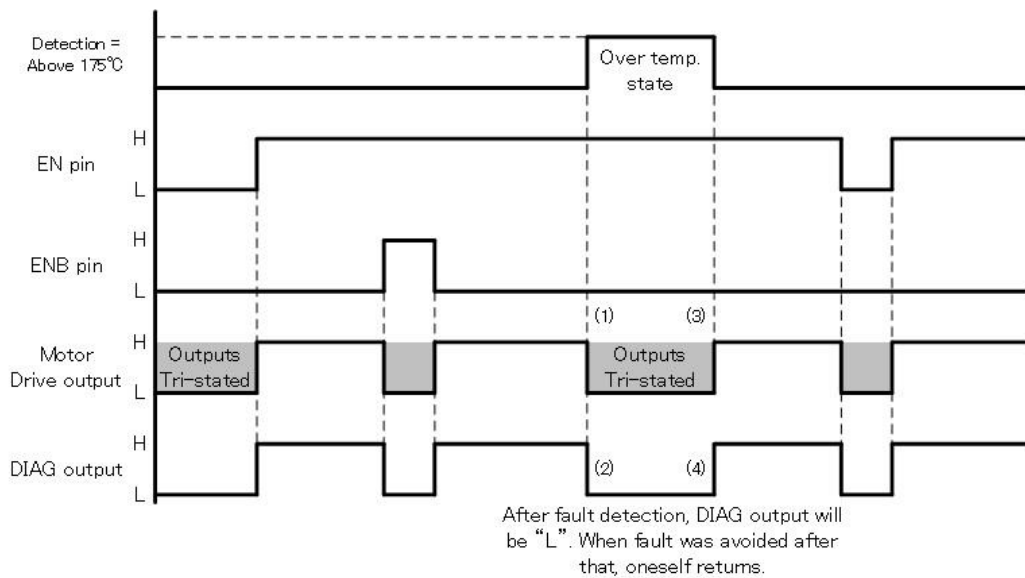 Detection =
Above 175℃
Over temp.
state
H
EN pin
L
H
ENB pin
L
(1) (3)
H
Motor
Drive output
Outputs
Tri-stated
Outputs
Tri-stated
L
H
DIAG output
(2) (4)
L
After fault detection, DIAG output will
be “L”. When fault was avoided after
that, oneself returns.